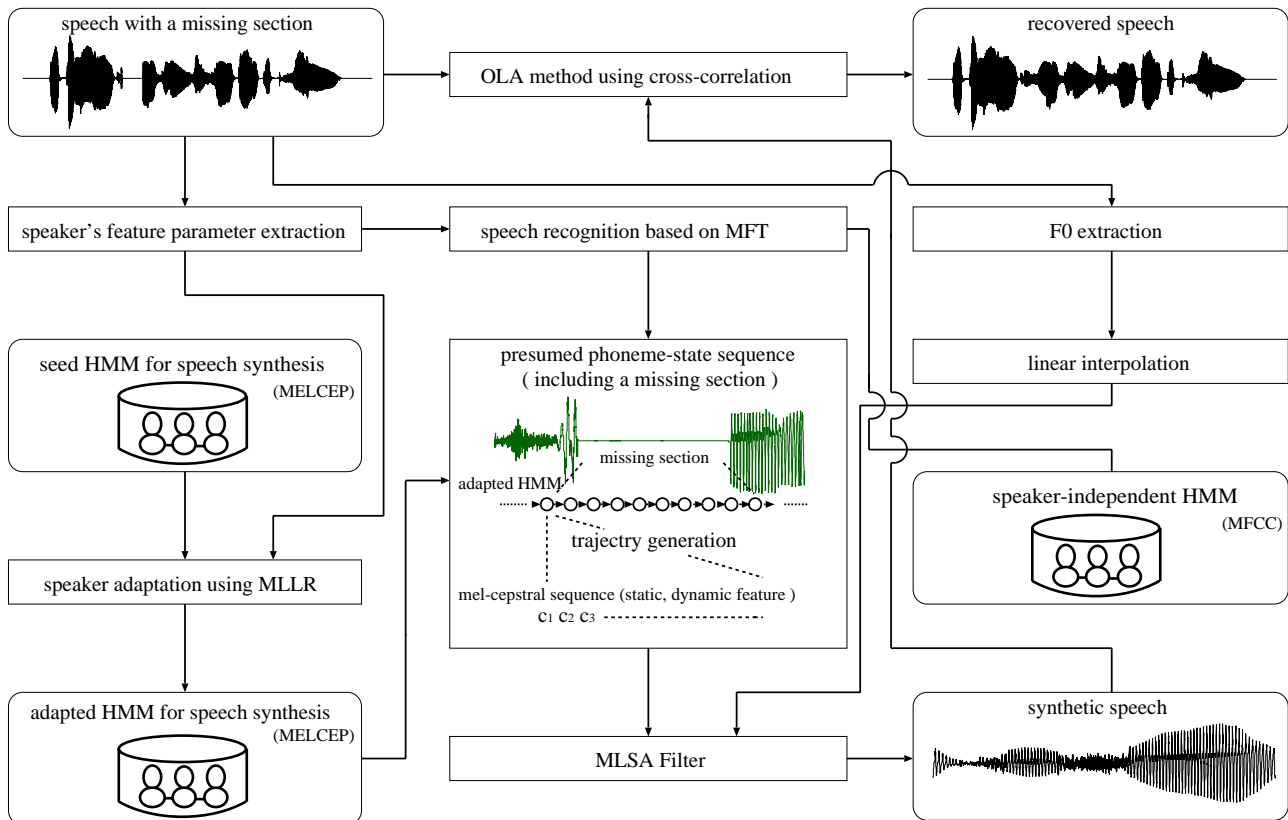 speech with a missing section
OLA method using cross-correlation
recovered speech
speaker’s feature parameter extraction
speech recognition based on MFT
F0 extraction
seed HMM for speech synthesis
(MELCEP)
presumed phoneme-state sequence
( including a missing section )
linear interpolation
missing section
adapted HMM
trajectry generation
mel-cepstral sequence (static, dynamic feature )
c1 c2 c3
speaker-independent HMM
(MFCC)
speaker adaptation using MLLR
adapted HMM for speech synthesis
(MELCEP)
MLSA Filter
synthetic speech